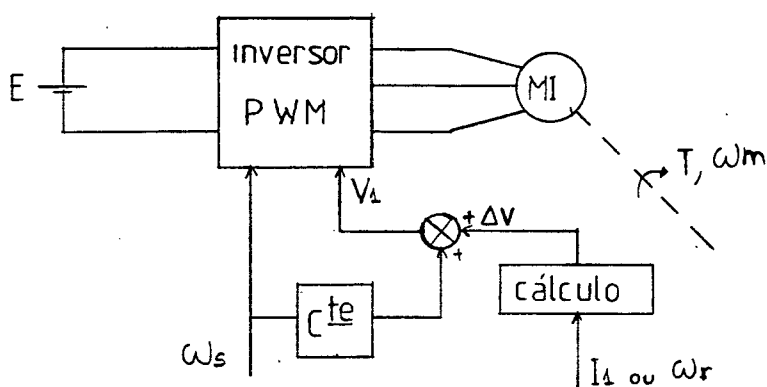 inversor
PWM
E
MI
T, ωm
V1
+ ΔV
+
cálculo
Cte
ωs
I1 ou ωr